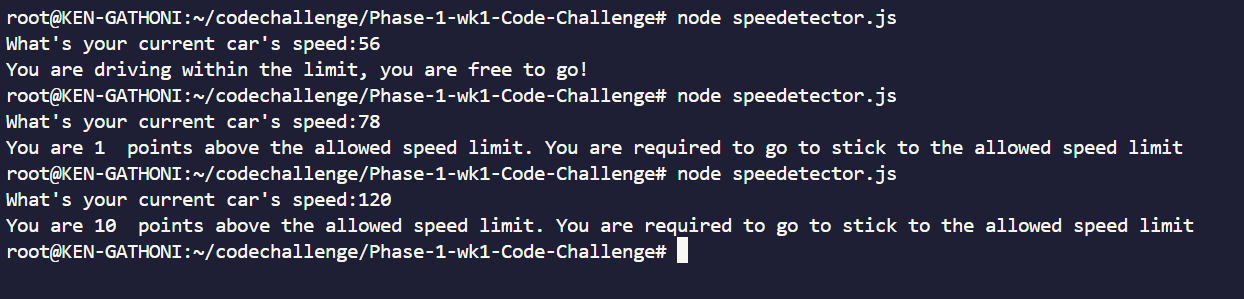 root@KEN-GATHONI:~/codechallenge/Phase-1-wk1-Code-Challenge# node speedetector.js
What's your current car's speed:56
You are driving within the limit, you are free to go!
root@KEN-GATHONI:~/codechallenge/Phase-1-wk1-Code-Challenge# node speedetector.js
What's your current car's speed:78
You are 1  points above the allowed speed limit. You are required to go to stick to the allowed speed limit
root@KEN-GATHONI:~/codechallenge/Phase-1-wk1-Code-Challenge# node speedetector.js
What's your current car's speed:120
You are 10  points above the allowed speed limit. You are required to go to stick to the allowed speed limit
root@KEN-GATHONI:~/codechallenge/Phase-1-wk1-Code-Challenge#